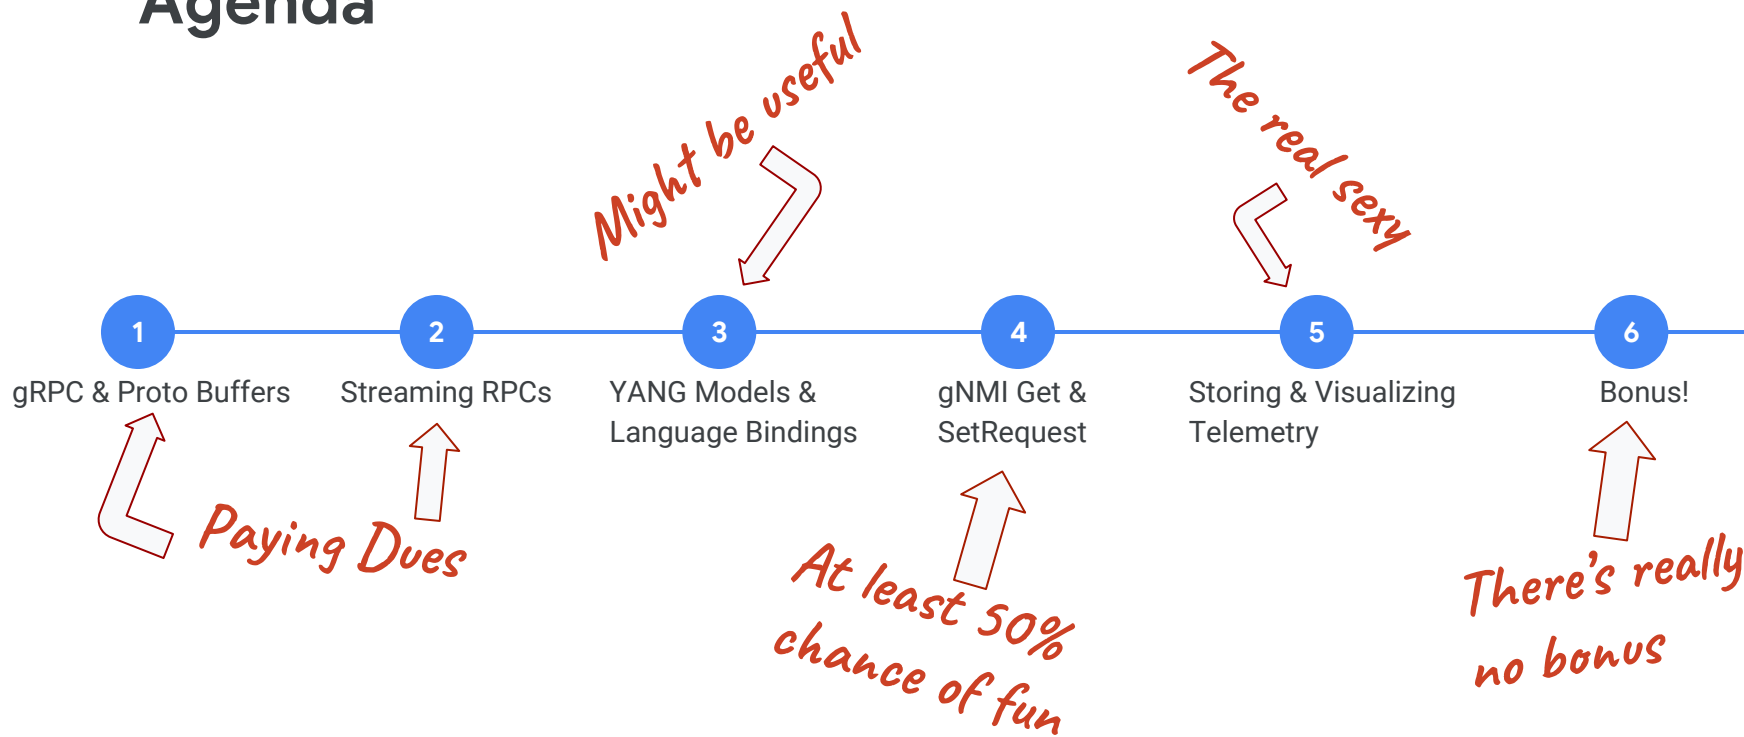 Agenda
Might be useful
The real sexy
1
2
3
4
5
6
gRPC & Proto Buffers
Streaming RPCs
YANG Models &
Language Bindings
gNMI Get &
SetRequest
Storing & Visualizing
Telemetry
Bonus!
Paying Dues
At least 50%
chance of fun
There's really
no bonus